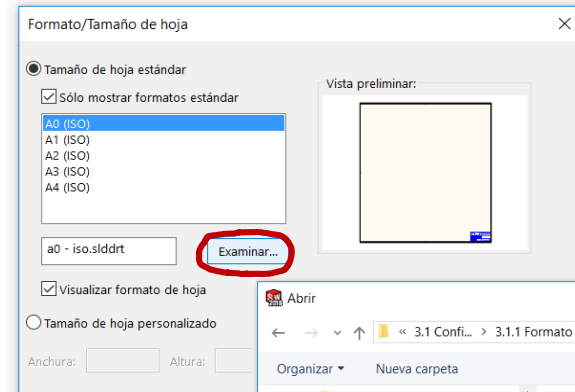 Formato/Tamaño de hoja
Tamaño de hoja estándar
Sólo mostrar formatos estándar
A0 (ISO)
A1 (ISO)
A2 (ISO)
A3 (ISO)
A4 (ISO)
Vista preliminar:
a0 - iso.slddrt
Examinar...
Visualizar formato de hoja
Tamaño de hoja personalizado
Anchura:
Altura:
Abrir
« 3.1 Confi... > 3.1.1 Formato
Organizar
Nueva carpeta